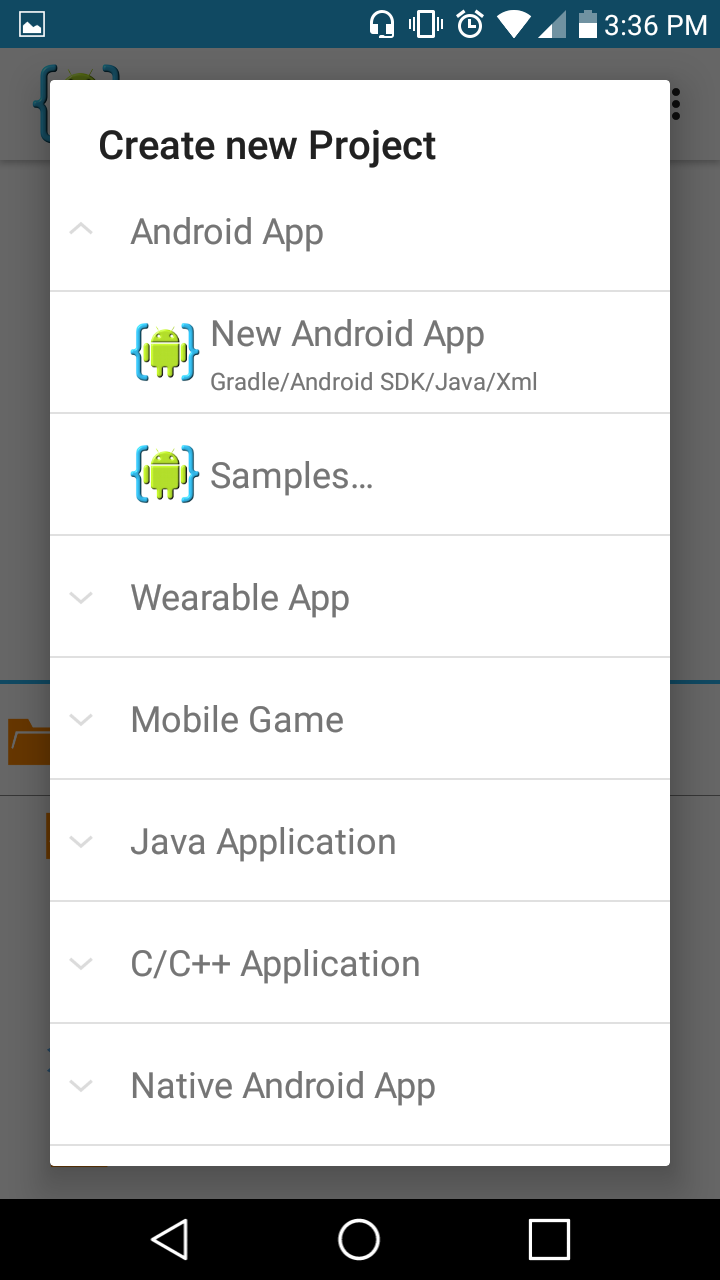 3:36 PM
Create new Project
Android App
New Android App
Gradle/Android SDK/Java/Xml
Samples…
Wearable App
Mobile Game
Java Application
C/C++ Application
Native Android App